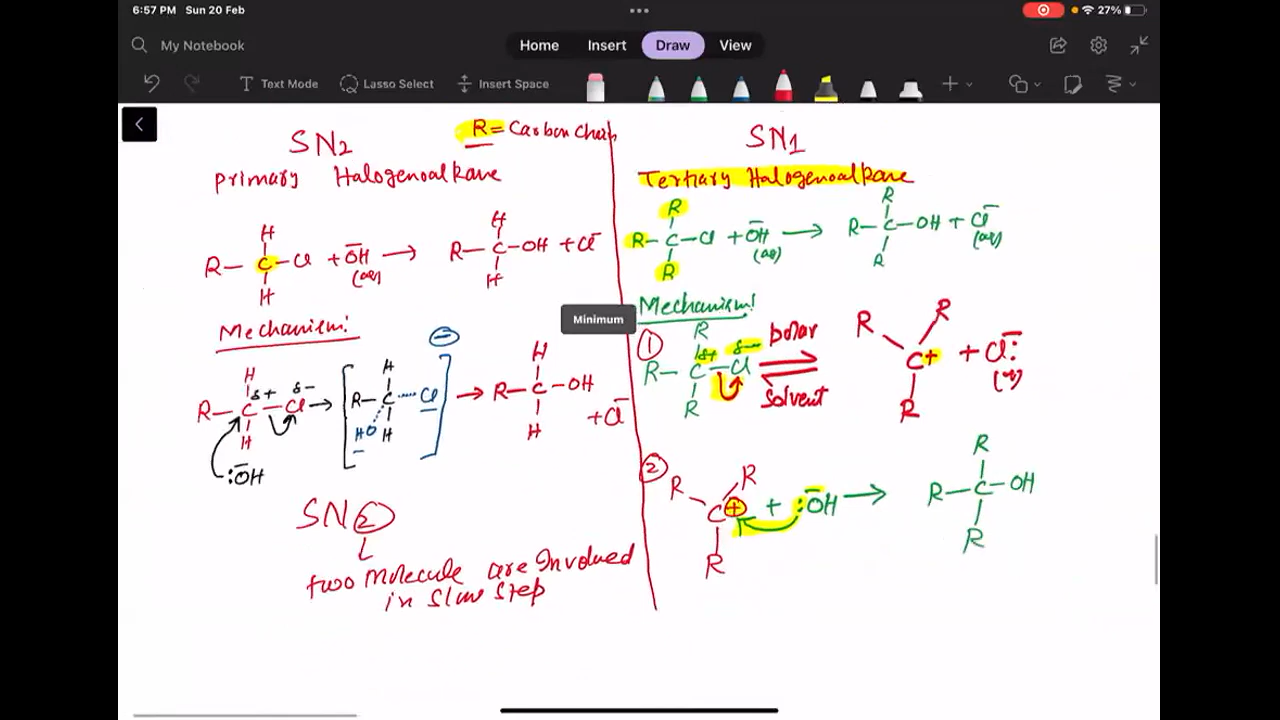 6:57 PM Sun 20 Feb
27%
My Notebook
Home Insert Draw View
Text Mode Lasso Select Insert Space
SN2
R = Carbon Chain
Primary Halogenoalkane
H
R–C–Cl + :OH⁻ (aq) → R–C–OH + Cl⁻
H
Mechanism:
H
R–C–Cl → [R–C····Cl]⁻ → R–C–OH + Cl⁻
δ+ δ−
HO
H
:OH⁻
SN2
two Molecule are Involved
in Slow Step
Minimum
SN1
Tertiary Halogenoalkane
R
R–C–Cl + OH⁻ (aq) → R–C–OH + Cl⁻ (aq)
R
Mechanism!
1
R
δ+ δ−
R–C–Cl
R
polar
solvent
R R
C+ + Cl:⁻
R
2
R R
C+ + :OH⁻ → R–C–OH
R